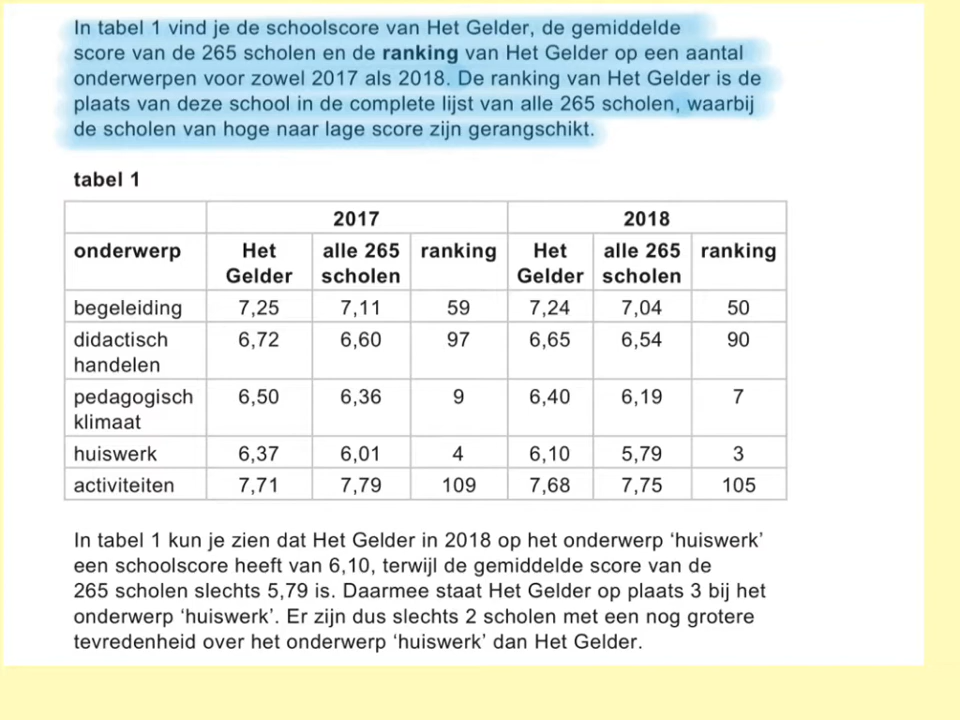 In tabel 1 vind je de schoolscore van Het Gelder, de gemiddelde
score van de 265 scholen en de ranking van Het Gelder op een aantal
onderwerpen voor zowel 2017 als 2018. De ranking van Het Gelder is de
plaats van deze school in de complete lijst van alle 265 scholen, waarbij
de scholen van hoge naar lage score zijn gerangschikt.
tabel 1
2017 2018
onderwerp Het Gelder alle 265 scholen ranking Het Gelder alle 265 scholen ranking
begeleiding 7,25 7,11 59 7,24 7,04 50
didactisch handelen 6,72 6,60 97 6,65 6,54 90
pedagogisch klimaat 6,50 6,36 9 6,40 6,19 7
huiswerk 6,37 6,01 4 6,10 5,79 3
activiteiten 7,71 7,79 109 7,68 7,75 105
In tabel 1 kun je zien dat Het Gelder in 2018 op het onderwerp ‘huiswerk’
een schoolscore heeft van 6,10, terwijl de gemiddelde score van de
265 scholen slechts 5,79 is. Daarmee staat Het Gelder op plaats 3 bij het
onderwerp ‘huiswerk’. Er zijn dus slechts 2 scholen met een nog grotere
tevredenheid over het onderwerp ‘huiswerk’ dan Het Gelder.